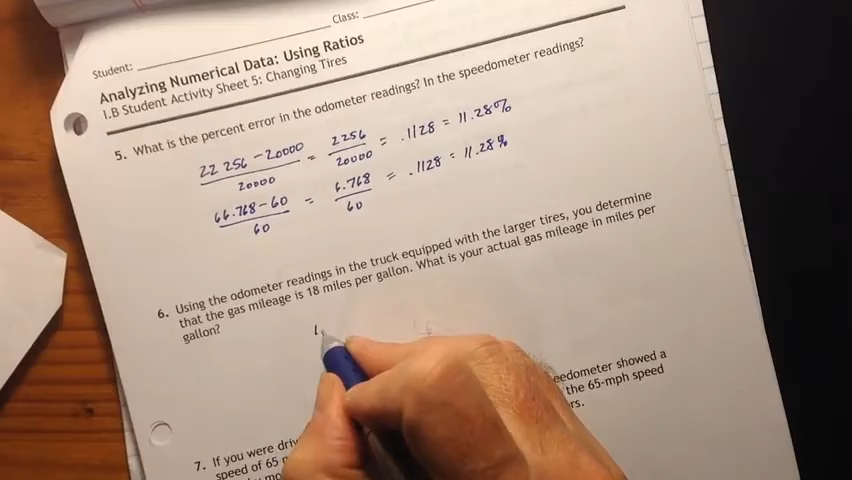 Student: Class:
Analyzing Numerical Data: Using Ratios
I.B Student Activity Sheet 5: Changing Tires
5. What is the percent error in the odometer readings? In the speedometer readings?
22 256 - 20000 / 20000 = 2256 / 20000 = .1128 = 11.28%
66.768 - 60 / 60 = 6.768 / 60 = .1128 = 11.28%
6. Using the odometer readings in the truck equipped with the larger tires, you determine
that the gas mileage is 18 miles per gallon. What is your actual gas mileage in miles per
gallon?
7. If you were speedometer showed a
speed of 65 the 65-mph speed